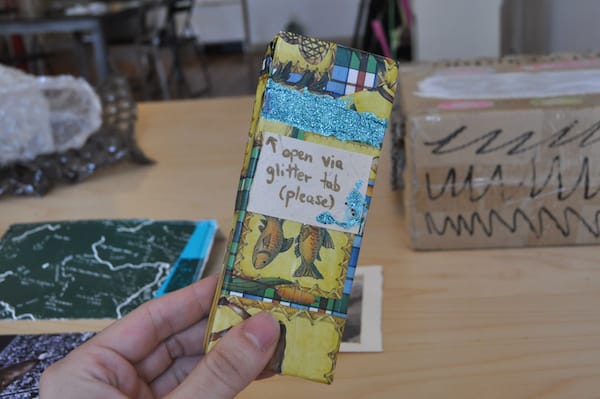 ↖ open via
glitter tab
(please)